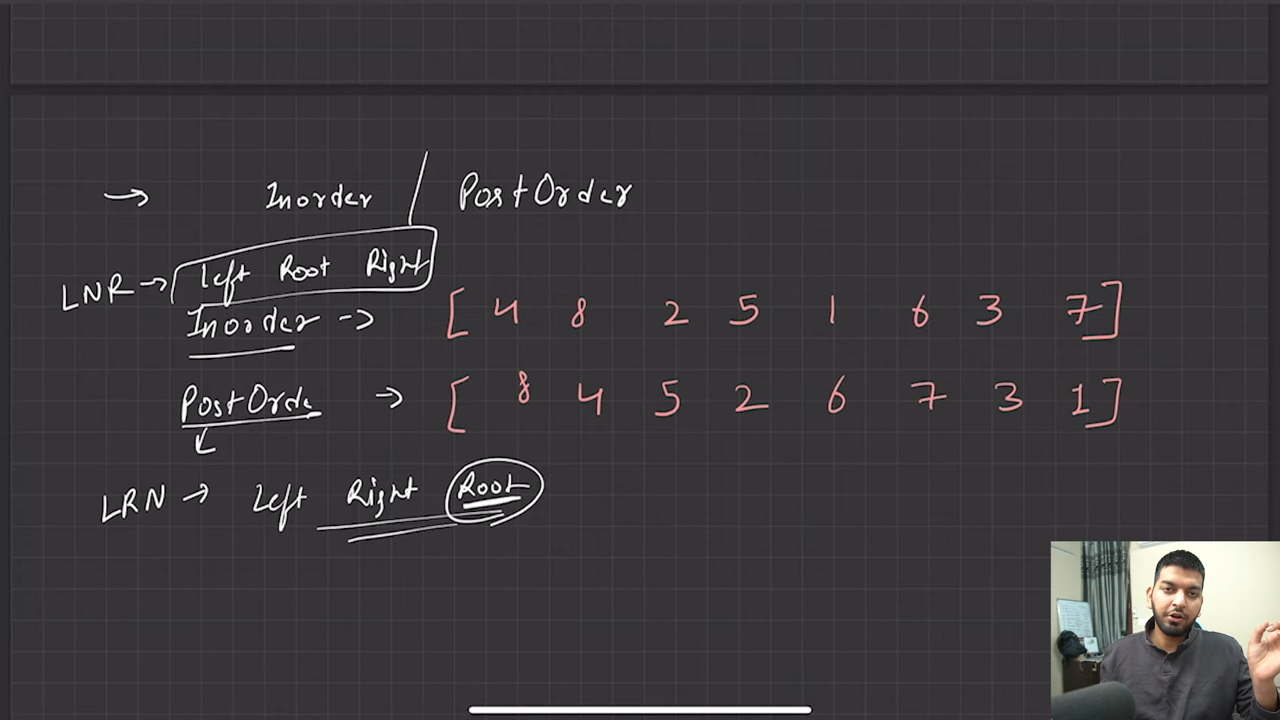 → Inorder / PostOrder
LNR → Left Root Right
Inorder → [ 4 8 2 5 1 6 3 7 ]
PostOrde → [ 8 4 5 2 6 7 3 1 ]
LRN → Left Right Root